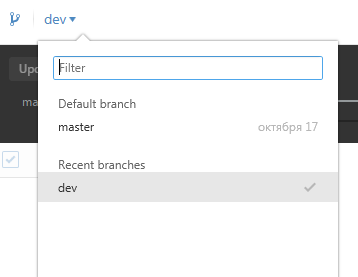 dev
Filter
Default branch
master октября 17
Recent branches
dev